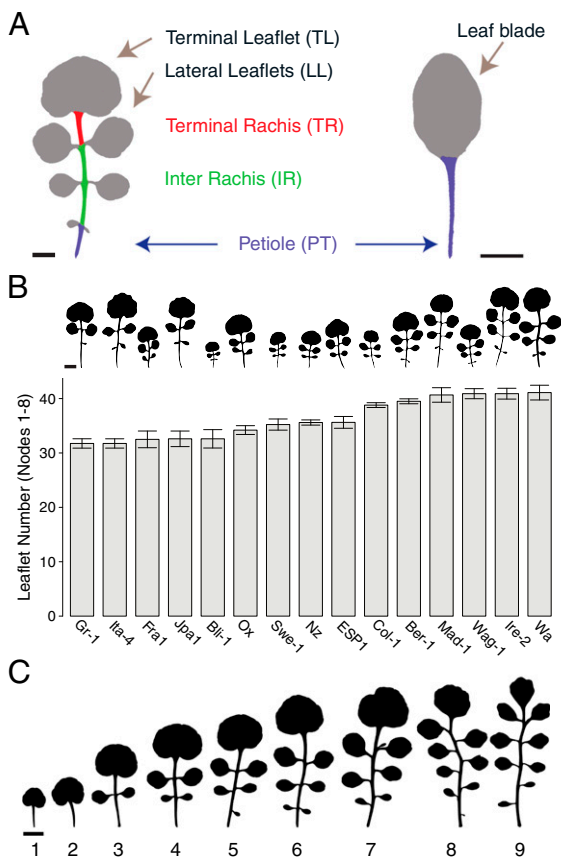 A
Terminal Leaflet (TL)
Leaf blade
Lateral Leaflets (LL)
Terminal Rachis (TR)
Inter Rachis (IR)
Petiole (PT)
B
Leaflet Number (Nodes 1-8)
40
30
20
10
0
Gr-1 Ita-4 Fra1 Jpa1 Bli-1 Ox Swe-1 Nz ESP1 Col-1 Ber-1 Mad-1 Wag-1 Ire-2 Wa
C
1 2 3 4 5 6 7 8 9